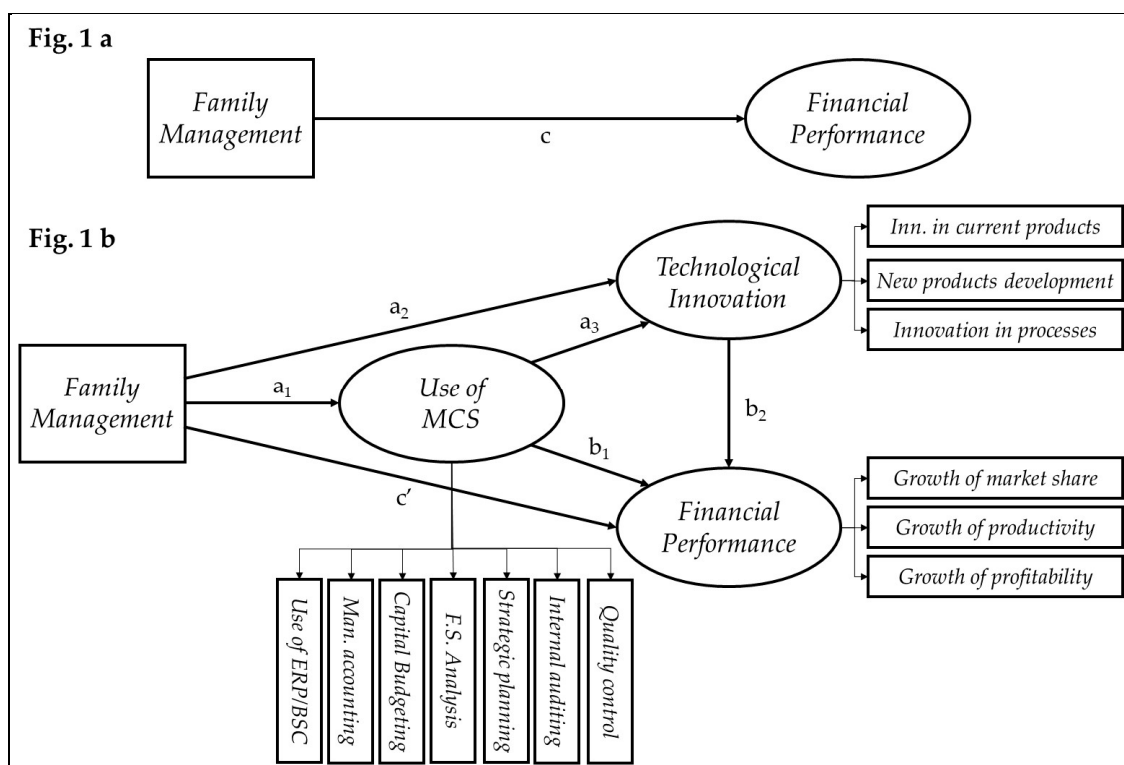 Fig. 1 a
Family
Management
c
Financial
Performance
Fig. 1 b
Technological
Innovation
Inn. in current products
New products development
Innovation in processes
a₂
a₃
Family
Management
a₁
Use of
MCS
b₂
b₁
c′
Financial
Performance
Growth of market share
Growth of productivity
Growth of profitability
Use of ERP/BSC
Man. accounting
Capital Budgeting
F.S. Analysis
Strategic planning
Internal auditing
Quality control